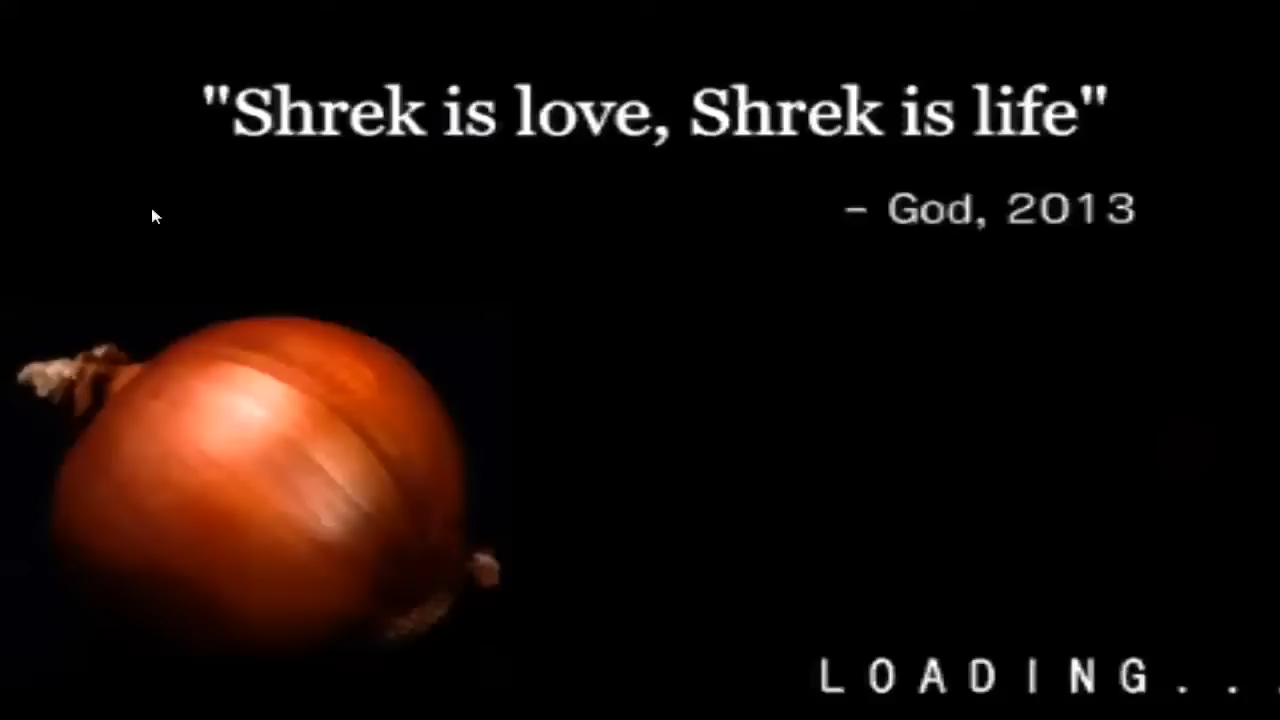 "Shrek is love, Shrek is life"
– God, 2013
LOADING. . .